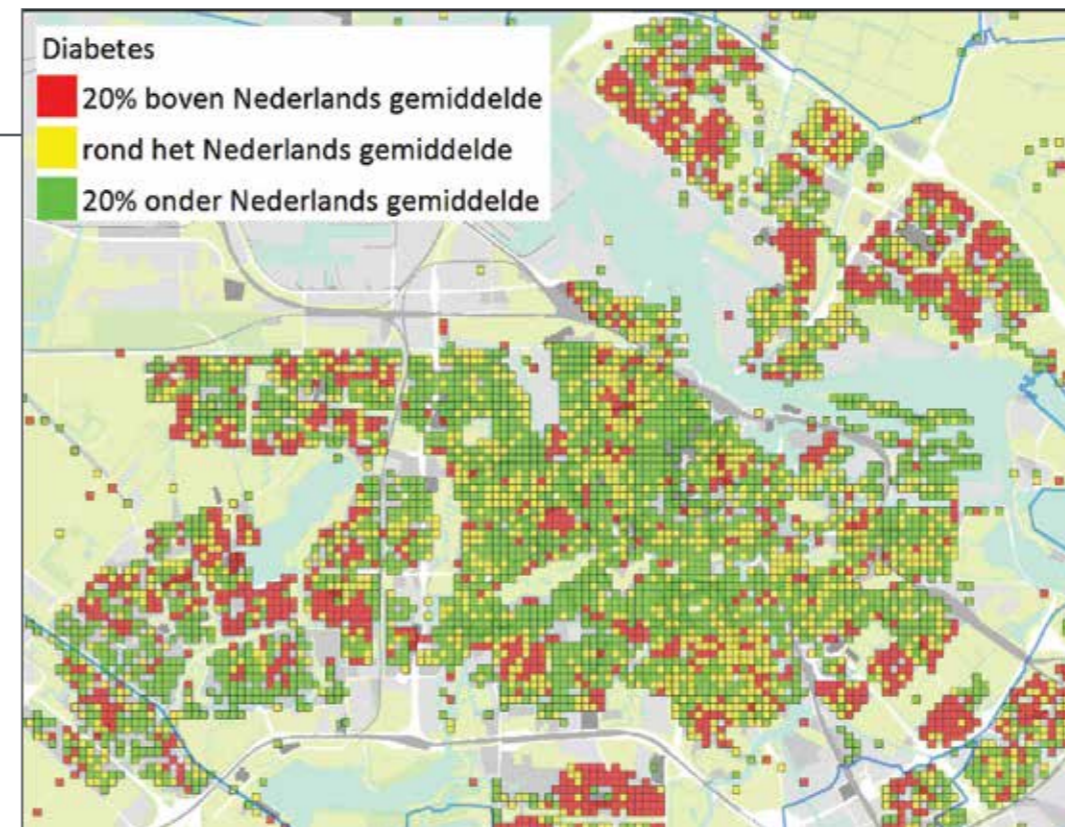 Diabetes
20% boven Nederlands gemiddelde
rond het Nederlands gemiddelde
20% onder Nederlands gemiddelde